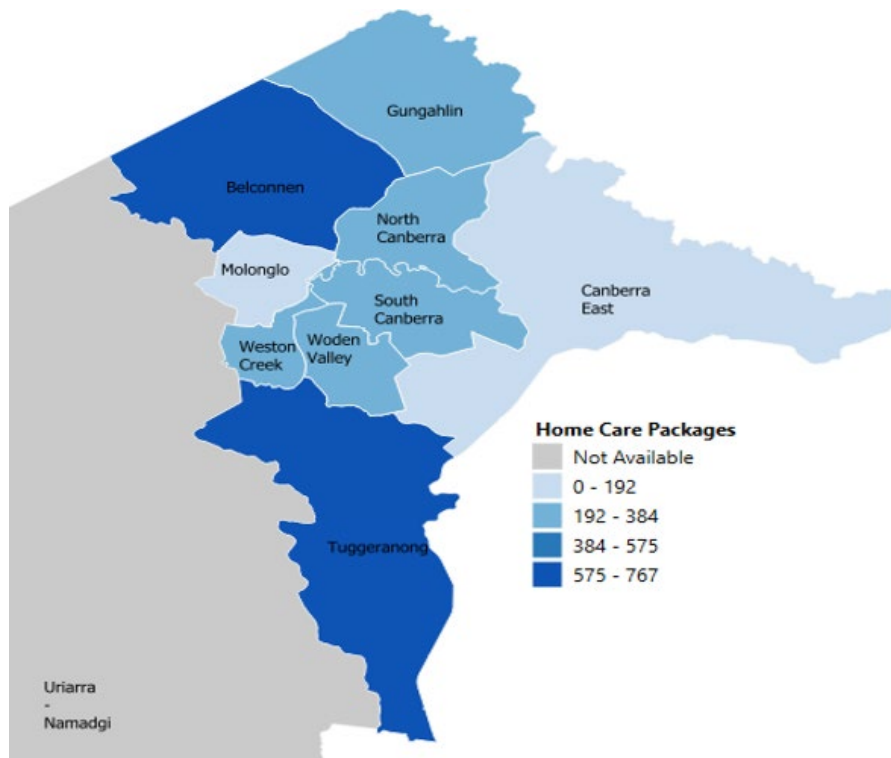 Gungahlin
Belconnen
North
Canberra
Molonglo
Canberra
East
South
Canberra
Weston
Creek
Woden
Valley
Home Care Packages
Not Available
0 - 192
192 - 384
384 - 575
575 - 767
Tuggeranong
Uriarra
-
Namadgi